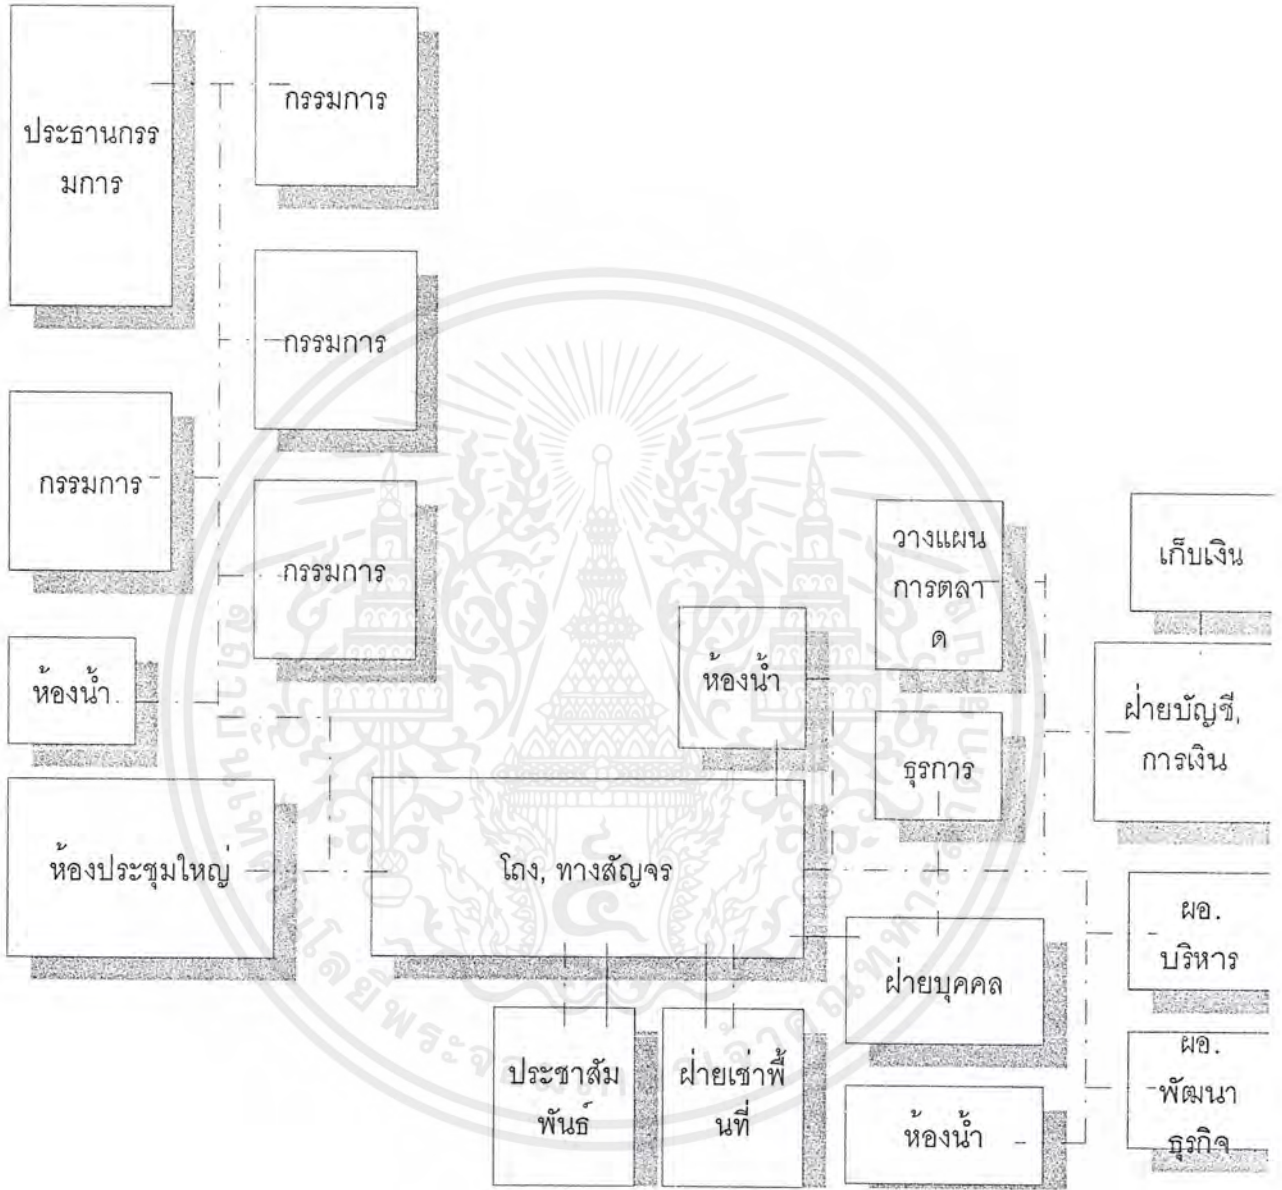 ประธานกรร
มการ
กรรมการ
กรรมการ
กรรมการ
กรรมการ
ห้องน้ำ
ห้องประชุมใหญ่
โถง, ทางสัญจร
ห้องน้ำ
วางแผน
การตลา
ด
ธุรการ
เก็บเงิน
ฝ่ายบัญชี,
การเงิน
ผอ.
บริหาร
ฝ่ายบุคคล
ประชาสัม
พันธ์
ฝ่ายเช่าพื้
นที่
ห้องน้ำ
ผอ.
พัฒนา
ธุรกิจ